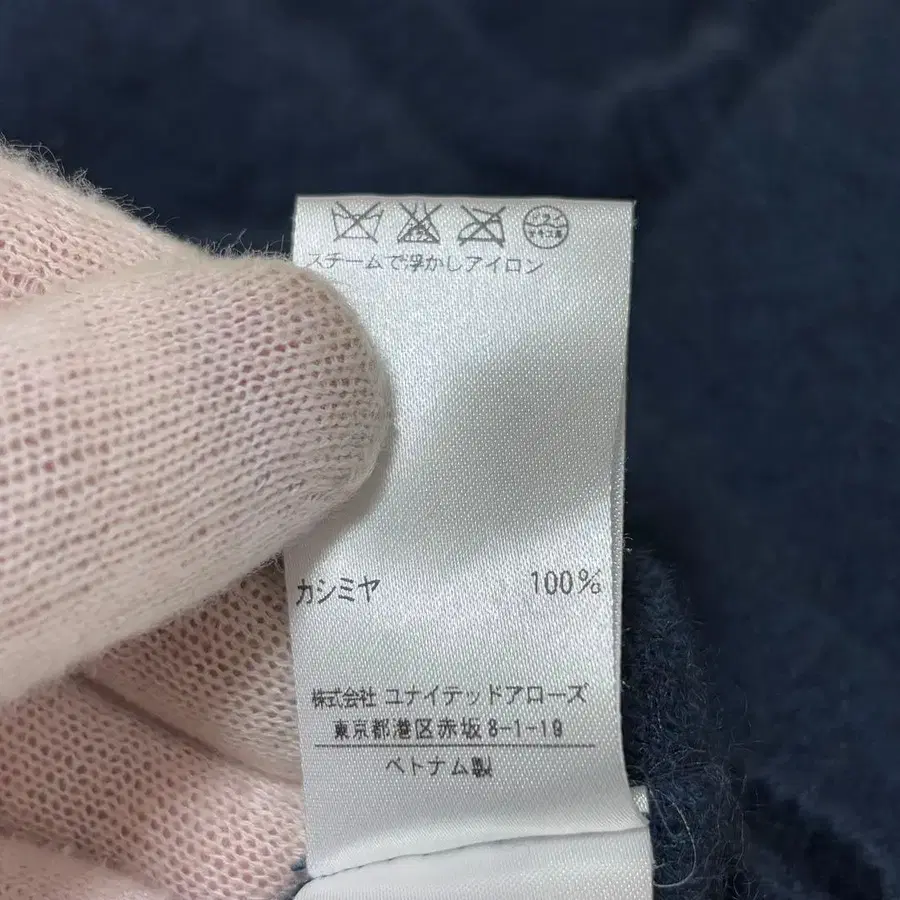 スチームで浮かしアイロン
カシミヤ 100%
株式会社 ユナイテッドアローズ
東京都港区赤坂8-1-19
ベトナム製